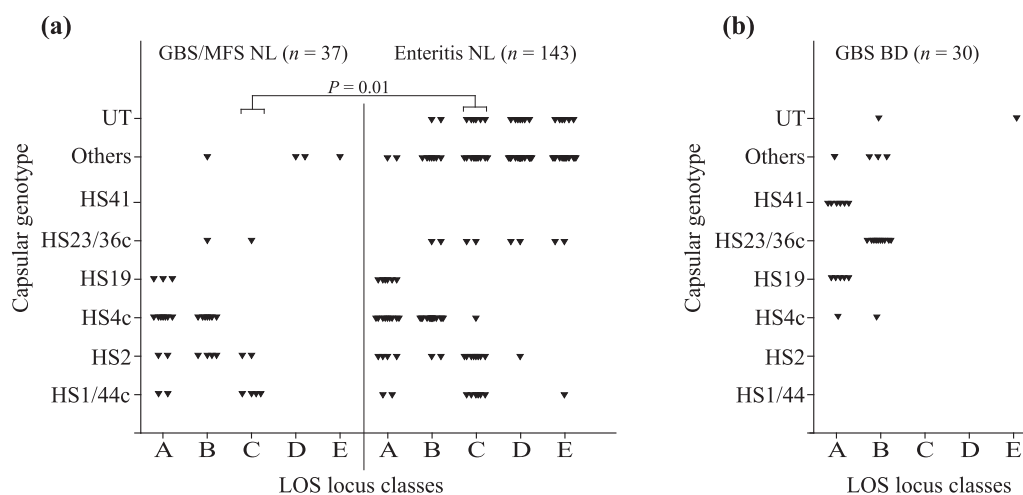 (a)
GBS/MFS NL (n = 37)
Enteritis NL (n = 143)
P = 0.01
Capsular genotype
UT
Others
HS41
HS23/36c
HS19
HS4c
HS2
HS1/44c
A B C D E A B C D E
LOS locus classes
(b)
GBS BD (n = 30)
Capsular genotype
UT
Others
HS41
HS23/36c
HS19
HS4c
HS2
HS1/44
A B C D E
LOS locus classes